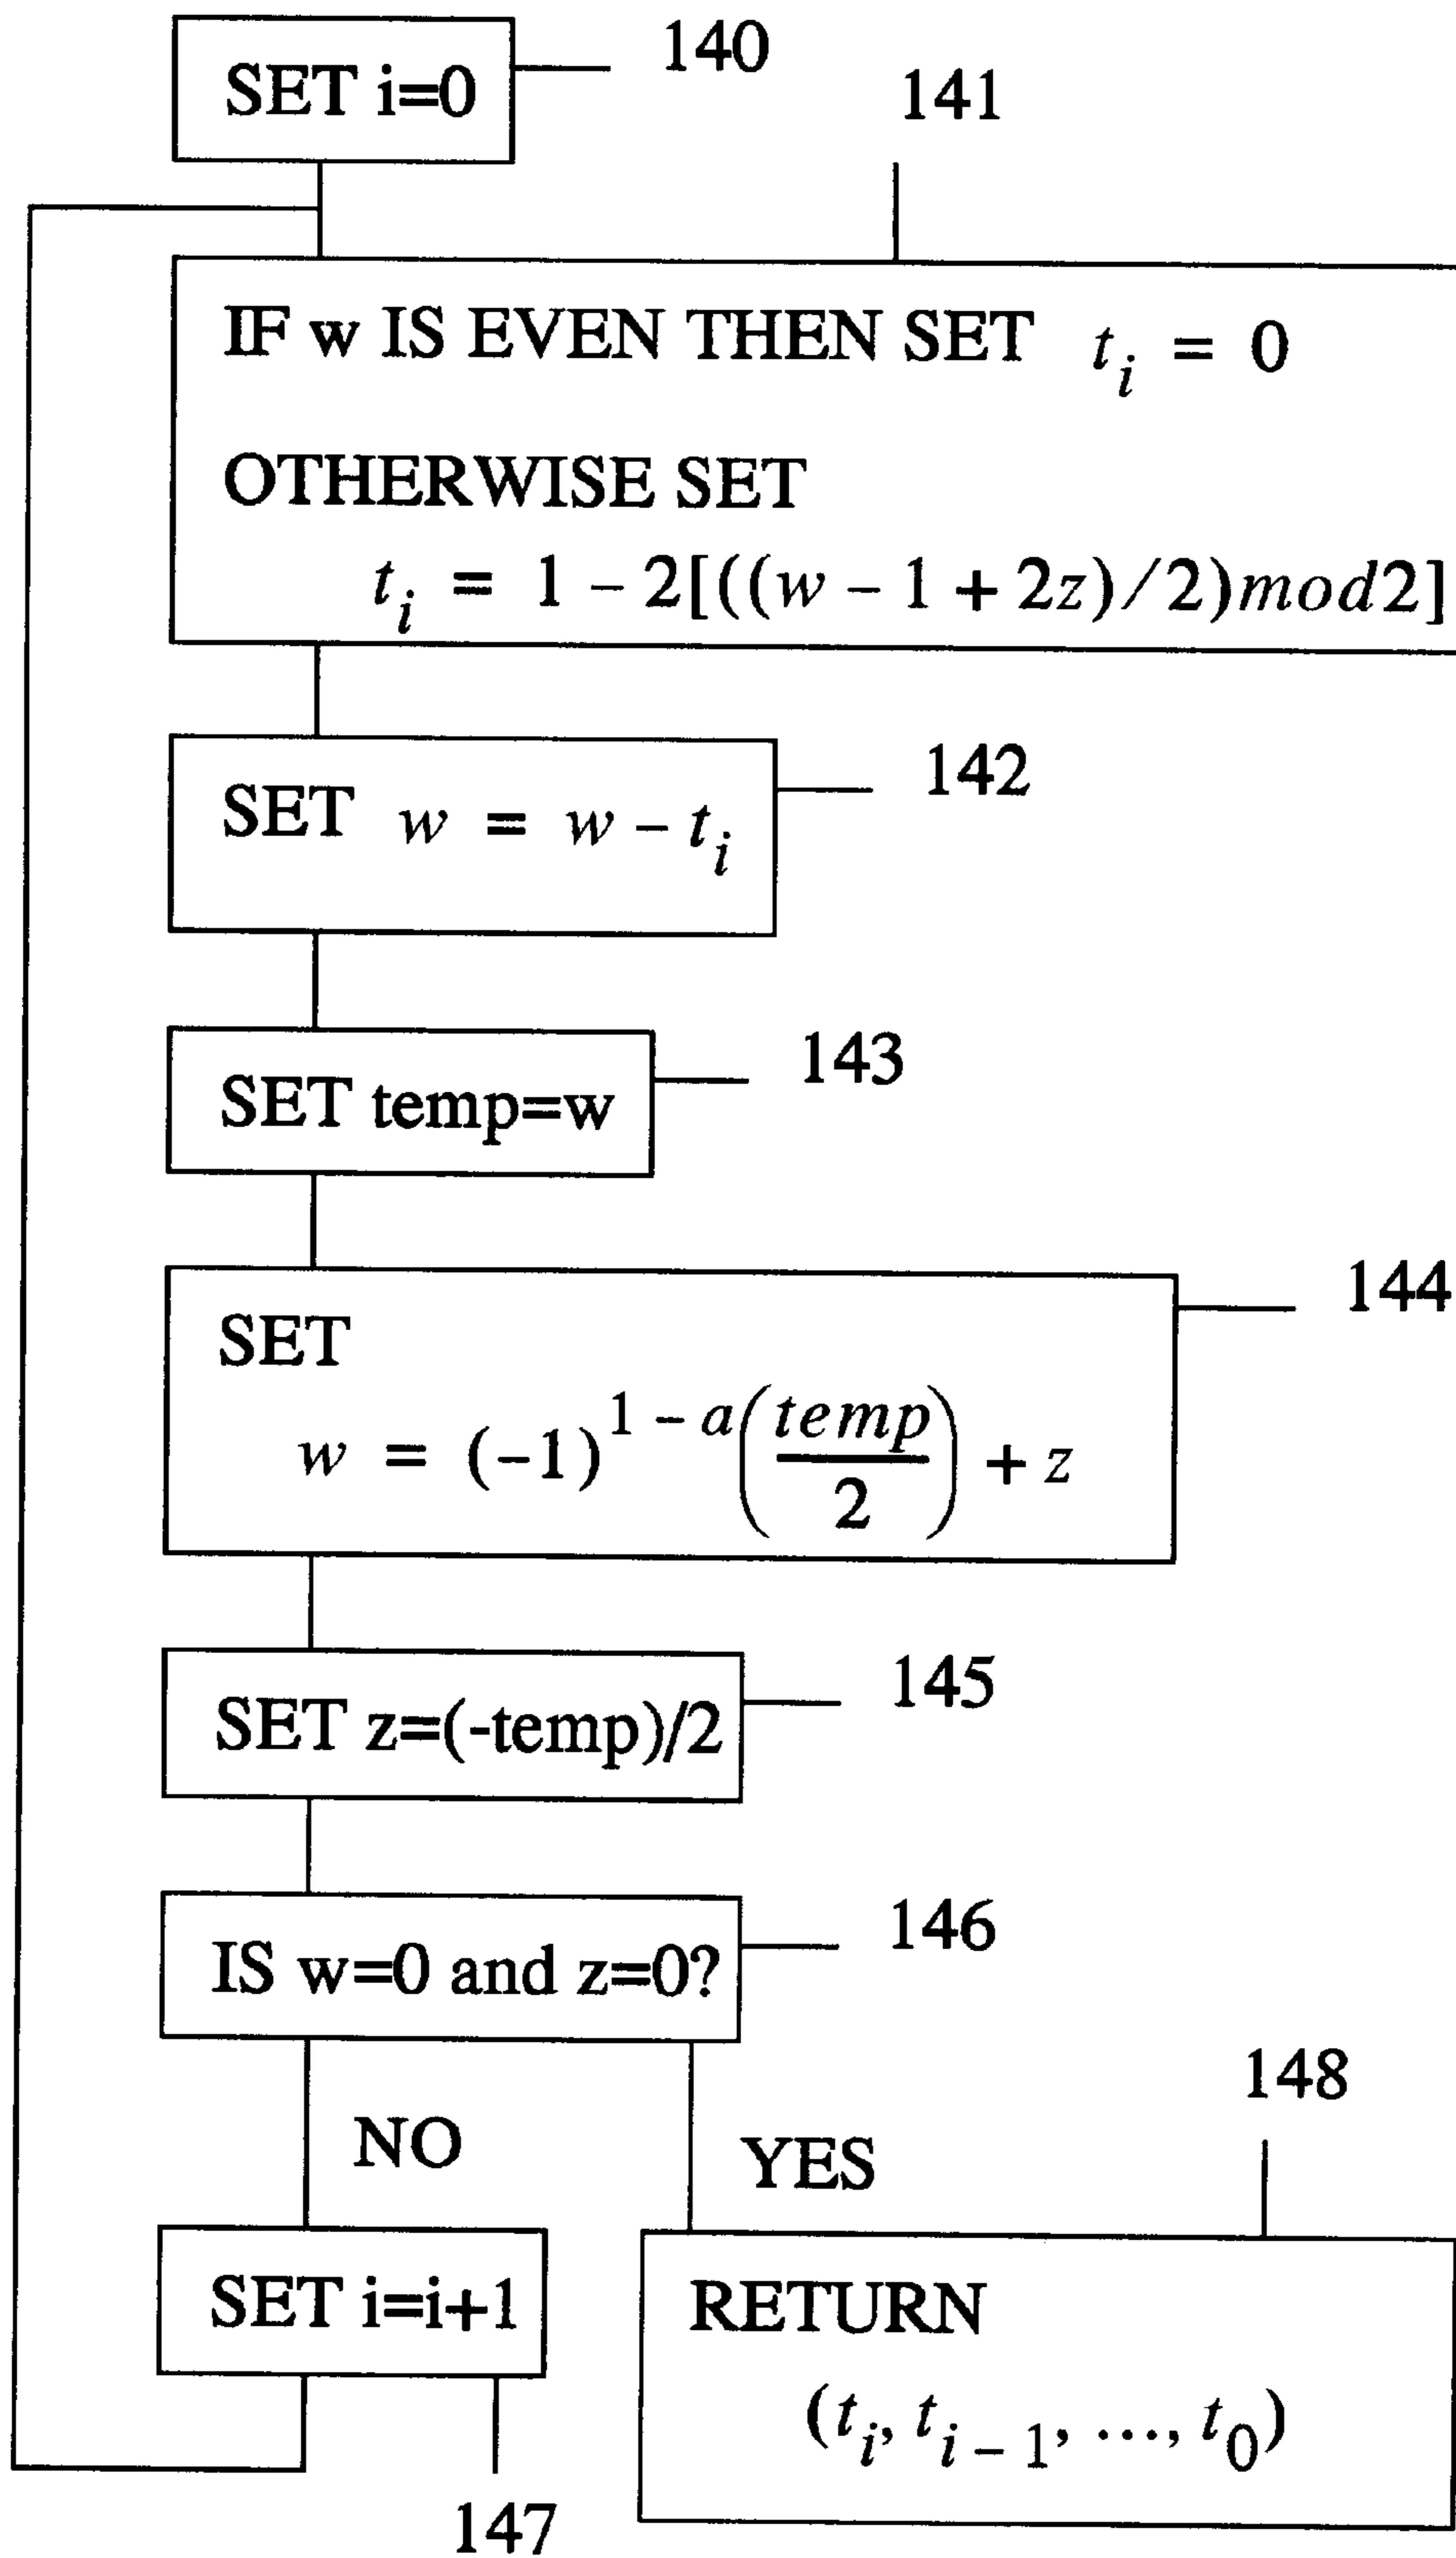 SET i=0
140
141
IF w IS EVEN THEN SET t_i = 0
OTHERWISE SET
t_i = 1 – 2[((w – 1 + 2z)/2)mod2]
SET w = w – t_i
142
SET temp=w
143
144
SET
w = (–1)^{1 – a}(temp/2) + z
SET z=(-temp)/2
145
IS w=0 and z=0?
146
NO
YES
148
SET i=i+1
147
RETURN
(t_i, t_{i – 1}, ..., t_0)